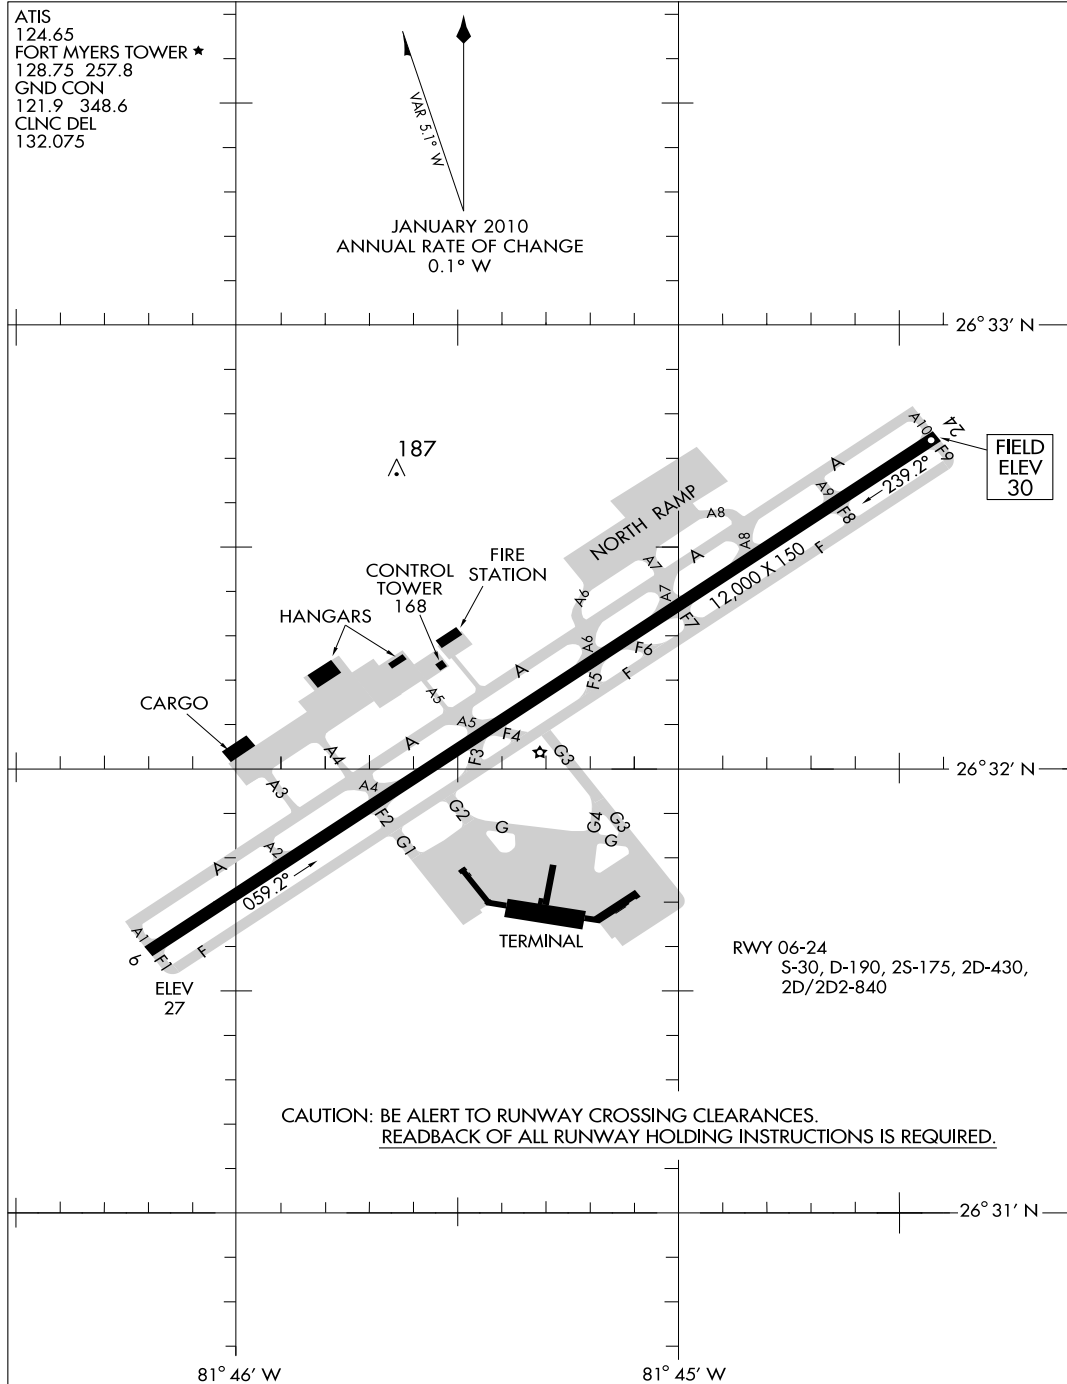 ATIS
124.65
FORT MYERS TOWER ★
128.75 257.8
GND CON
121.9 348.6
CLNC DEL
132.075
VAR 5.1° W
JANUARY 2010
ANNUAL RATE OF CHANGE
0.1° W
26° 33' N
187
A10
24
F9
FIELD
ELEV
30
A
239.2°
A9
F8
NORTH RAMP
A8
A8
F
A
A7
12,000 X 150
A7
FIRE
STATION
CONTROL
TOWER
168
HANGARS
A6
F7
A6
F6
A
F
F5
A5
CARGO
A5
F4
A
A4
F3
G3
26° 32' N
A3
A4
F2
G2
G
G4
G3
G
G1
A2
A
059.2°
A1
F
F1
6
TERMINAL
ELEV
27
RWY 06-24
S-30, D-190, 2S-175, 2D-430,
2D/2D2-840
CAUTION: BE ALERT TO RUNWAY CROSSING CLEARANCES.
READBACK OF ALL RUNWAY HOLDING INSTRUCTIONS IS REQUIRED.
26° 31' N
81° 46' W
81° 45' W